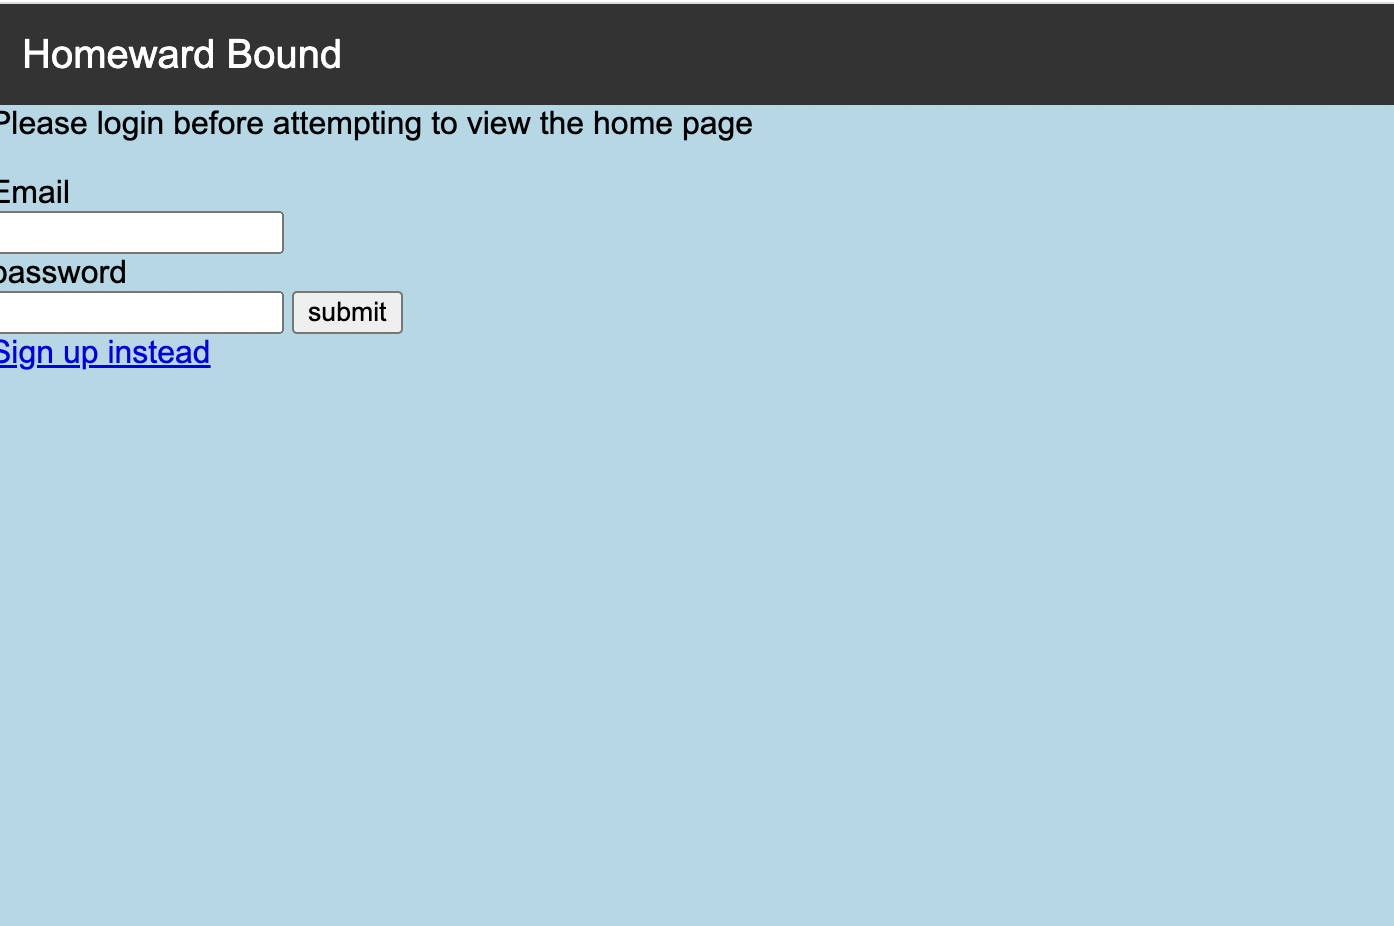 Homeward Bound
Please login before attempting to view the home page
Email
password
submit
Sign up instead